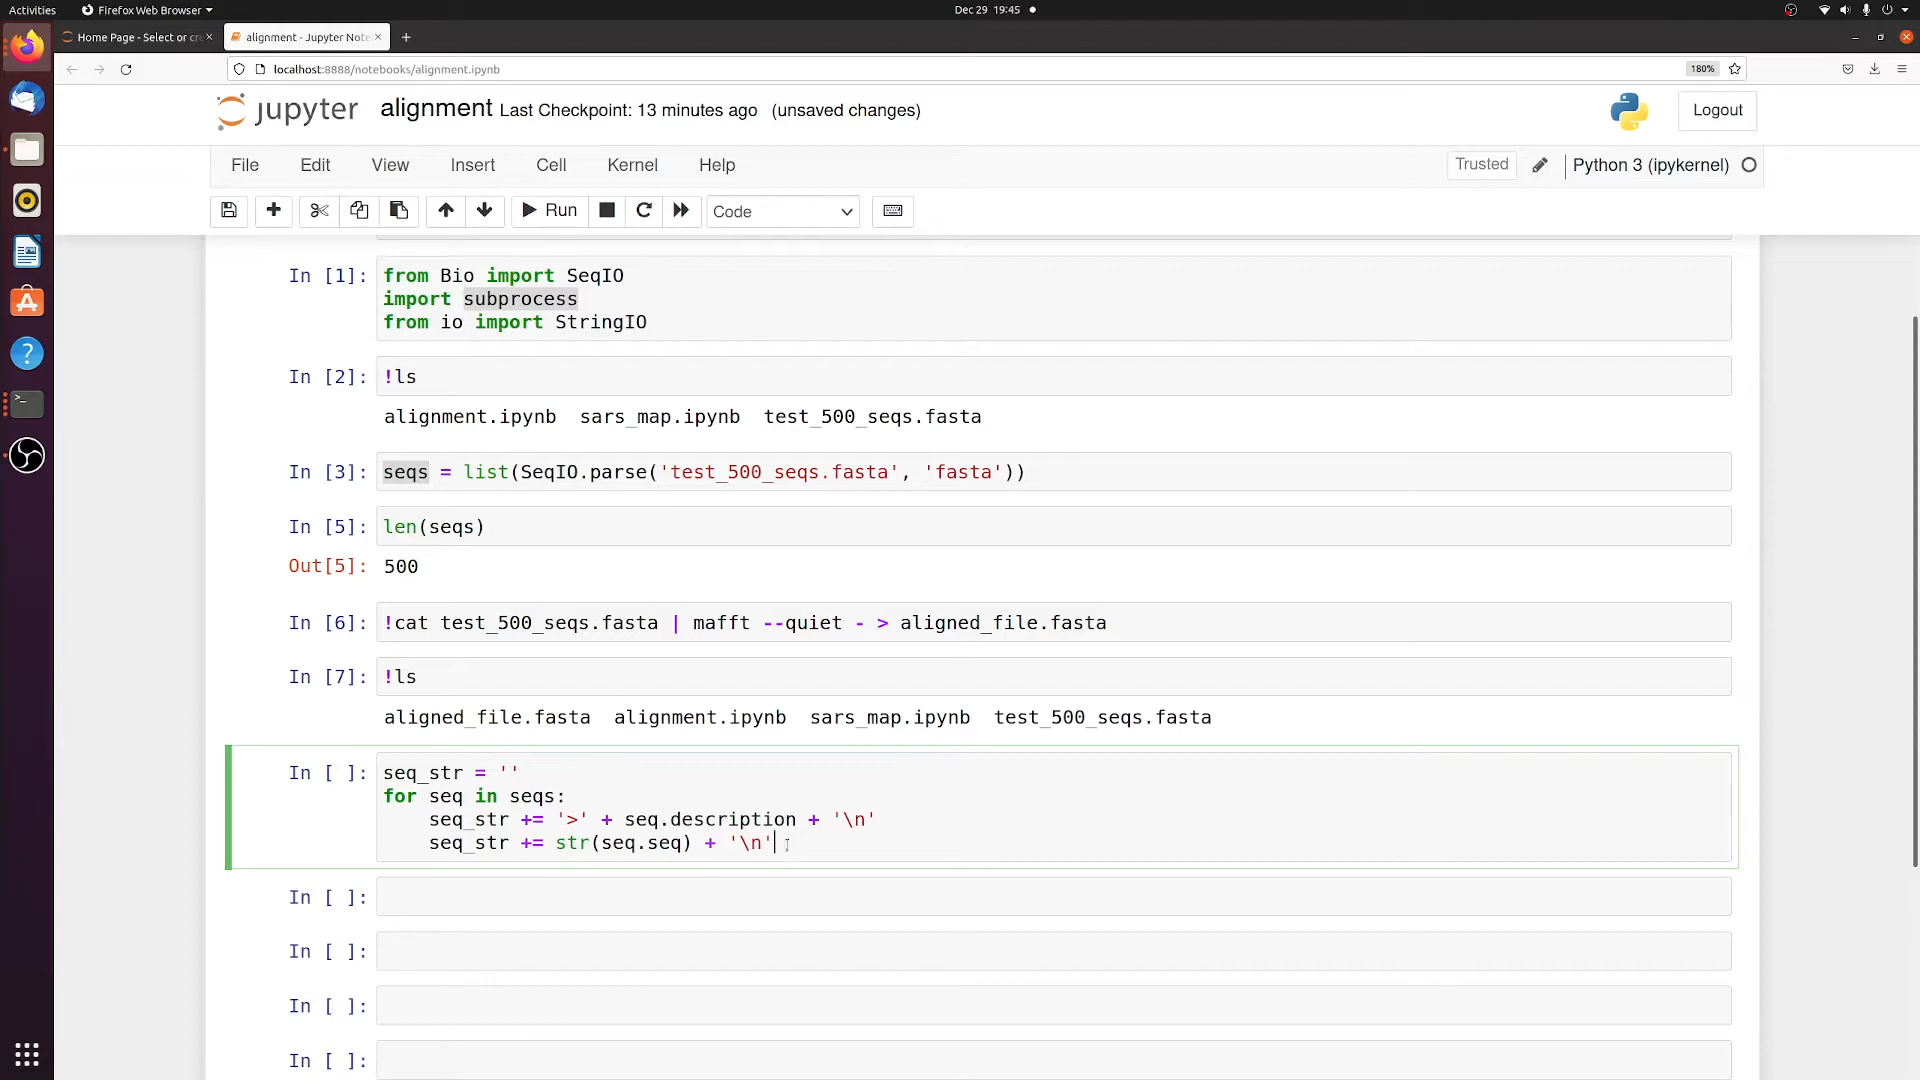 Activities
Firefox Web Browser
Dec 29 19:45
Home Page - Select or cre
alignment - Jupyter Note
localhost:8888/notebooks/alignment.ipynb
180%
jupyter alignment Last Checkpoint: 13 minutes ago (unsaved changes)
Logout
File Edit View Insert Cell Kernel Help
Trusted
Python 3 (ipykernel)
Run
Code
In [1]: from Bio import SeqIO
import subprocess
from io import StringIO
In [2]: !ls
alignment.ipynb sars_map.ipynb test_500_seqs.fasta
In [3]: seqs = list(SeqIO.parse('test_500_seqs.fasta', 'fasta'))
In [5]: len(seqs)
Out[5]: 500
In [6]: !cat test_500_seqs.fasta | mafft --quiet - > aligned_file.fasta
In [7]: !ls
aligned_file.fasta alignment.ipynb sars_map.ipynb test_500_seqs.fasta
In [ ]: seq_str = ''
for seq in seqs:
seq_str += '>' + seq.description + '\n'
seq_str += str(seq.seq) + '\n'
In [ ]:
In [ ]:
In [ ]:
In [ ]: